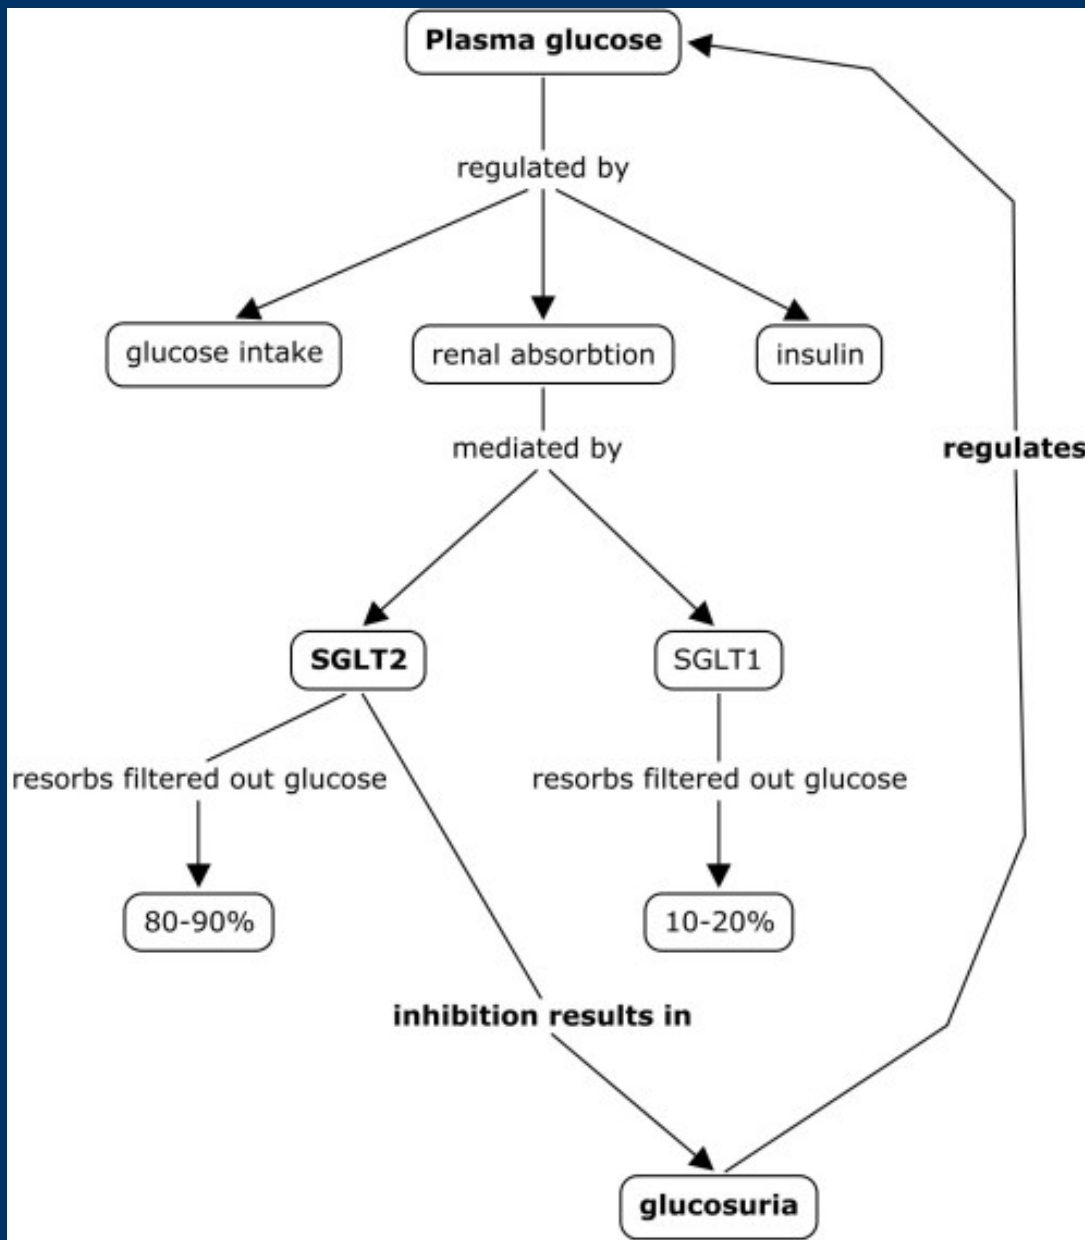 Plasma glucose
regulated by
glucose intake
renal absorbtion
insulin
mediated by
regulates
SGLT2
SGLT1
resorbs filtered out glucose
resorbs filtered out glucose
80-90%
10-20%
inhibition results in
glucosuria